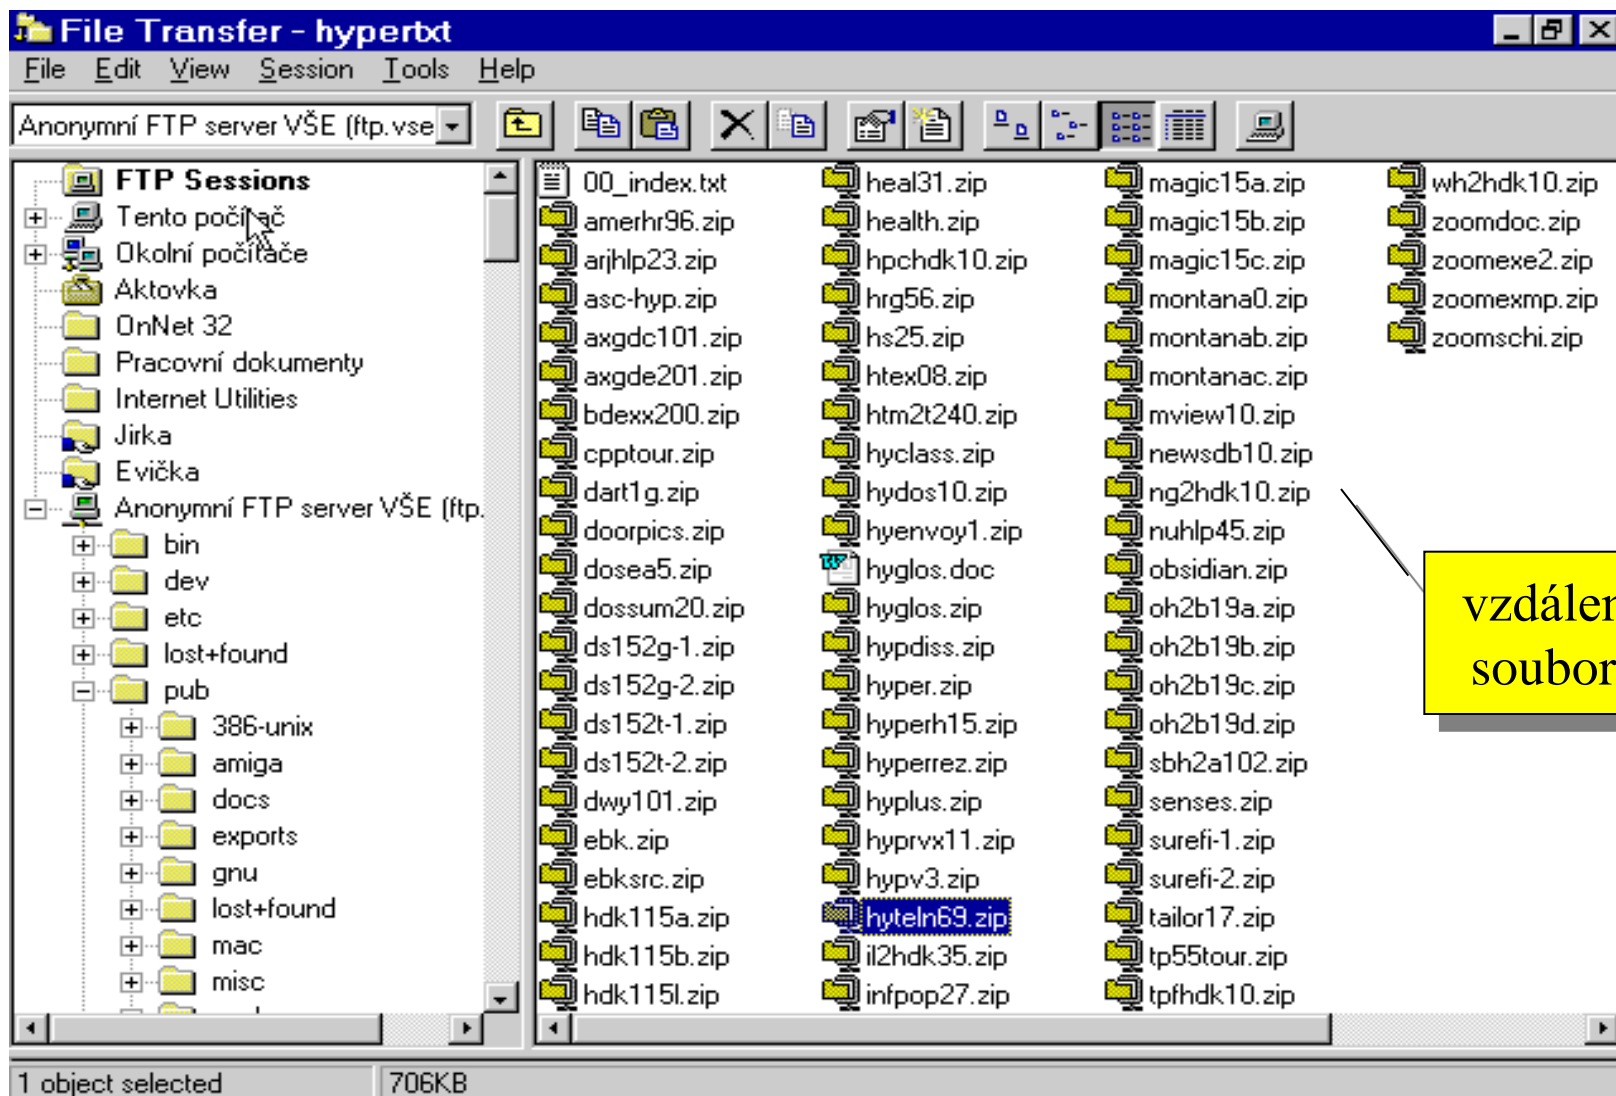 File Transfer - hypertxt
File Edit View Session Tools Help
Anonymní FTP server VŠE (ftp.vse
FTP Sessions
Tento počítač
Okolní počítače
Aktovka
OnNet 32
Pracovní dokumenty
Internet Utilities
Jirka
Evička
Anonymní FTP server VŠE (ftp.
bin
dev
etc
lost+found
pub
386-unix
amiga
docs
exports
gnu
lost+found
mac
misc
00_index.txt
amerhr96.zip
arjhlp23.zip
asc-hyp.zip
axgdc101.zip
axgde201.zip
bdexx200.zip
cpptour.zip
dart1g.zip
doorpics.zip
dosea5.zip
dossum20.zip
ds152g-1.zip
ds152g-2.zip
ds152t-1.zip
ds152t-2.zip
dwy101.zip
ebk.zip
ebksrc.zip
hdk115a.zip
hdk115b.zip
hdk115l.zip
heal31.zip
health.zip
hpchdk10.zip
hrg56.zip
hs25.zip
htex08.zip
htm2t240.zip
hyclass.zip
hydos10.zip
hyenvoy1.zip
hyglos.doc
hyglos.zip
hypdiss.zip
hyper.zip
hyperh15.zip
hyperrez.zip
hyplus.zip
hyprvx11.zip
hypv3.zip
hyteln69.zip
il2hdk35.zip
infpop27.zip
magic15a.zip
magic15b.zip
magic15c.zip
montana0.zip
montanab.zip
montanac.zip
mview10.zip
newsdb10.zip
ng2hdk10.zip
nuhlp45.zip
obsidian.zip
oh2b19a.zip
oh2b19b.zip
oh2b19c.zip
oh2b19d.zip
sbh2a102.zip
senses.zip
surefi-1.zip
surefi-2.zip
tailor17.zip
tp55tour.zip
tpfhdk10.zip
wh2hdk10.zip
zoomdoc.zip
zoomexe2.zip
zoomexmp.zip
zoomschi.zip
soubor
1 object selected
706KB